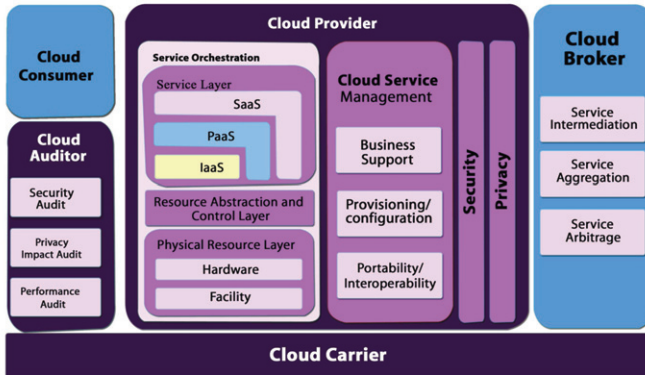 Cloud
Consumer
Cloud
Auditor
Security
Audit
Privacy
Impact Audit
Performance
Audit
Cloud Provider
Service Orchestration
Service Layer
SaaS
PaaS
IaaS
Resource Abstraction and
Control Layer
Physical Resource Layer
Hardware
Facility
Cloud Service
Management
Business
Support
Provisioning/
configuration
Portability/
Interoperability
Security
Privacy
Cloud
Broker
Service
Intermediation
Service
Aggregation
Service
Arbitrage
Cloud Carrier